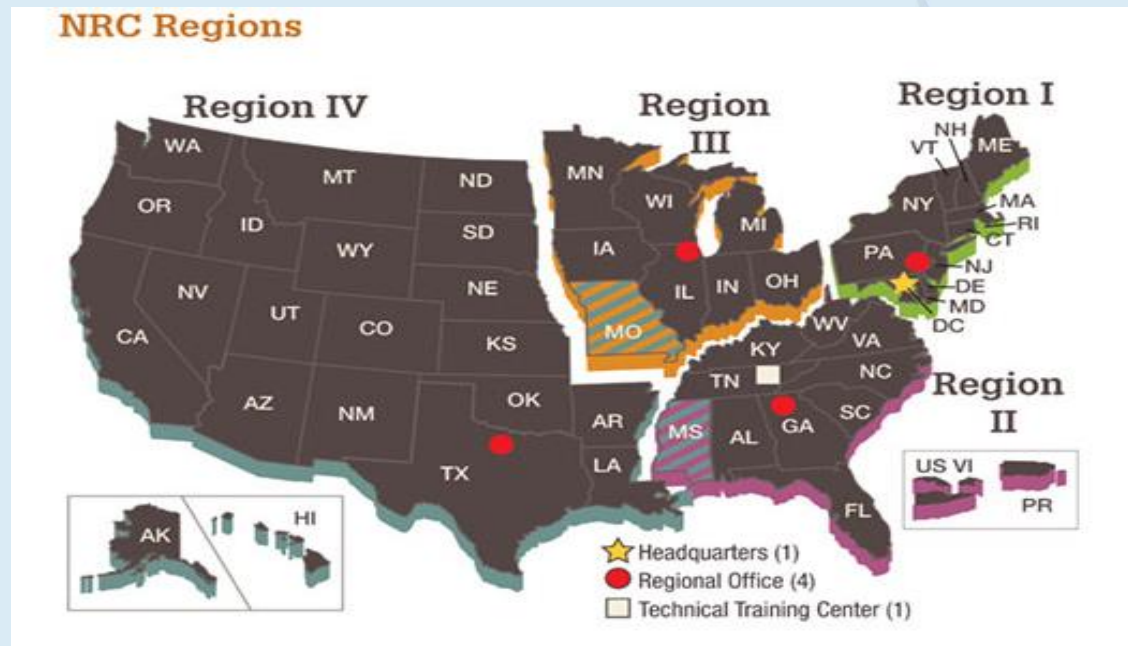 NRC Regions
Region IV
Region
III
Region I
WA
MT
ND
OR
ID
SD
WY
NE
NV
UT
CO
KS
CA
AZ
NM
OK
TX
AR
LA
MN
WI
MI
IA
IL
IN
OH
MO
NH
VT
ME
NY
MA
RI
CT
PA
NJ
DE
MD
DC
WV
VA
KY
NC
TN
SC
MS
AL
GA
FL
Region
II
US VI
PR
AK
HI
Headquarters (1)
Regional Office (4)
Technical Training Center (1)